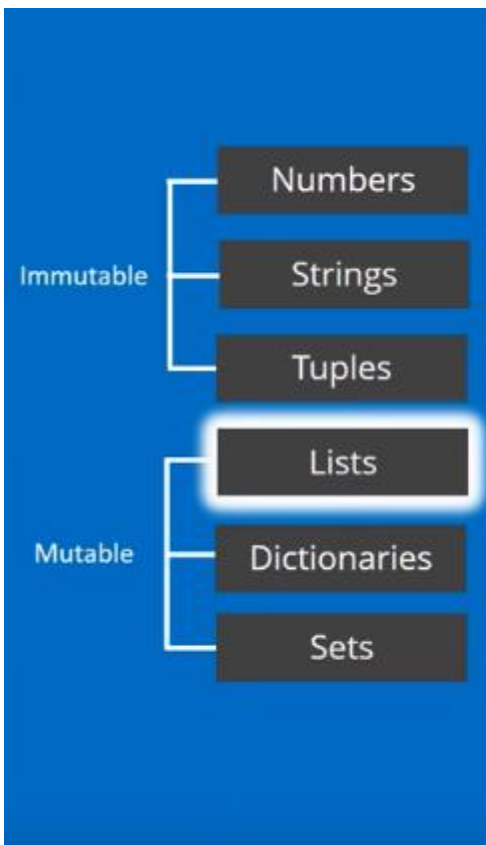 Numbers
Immutable
Strings
Tuples
Lists
Mutable
Dictionaries
Sets